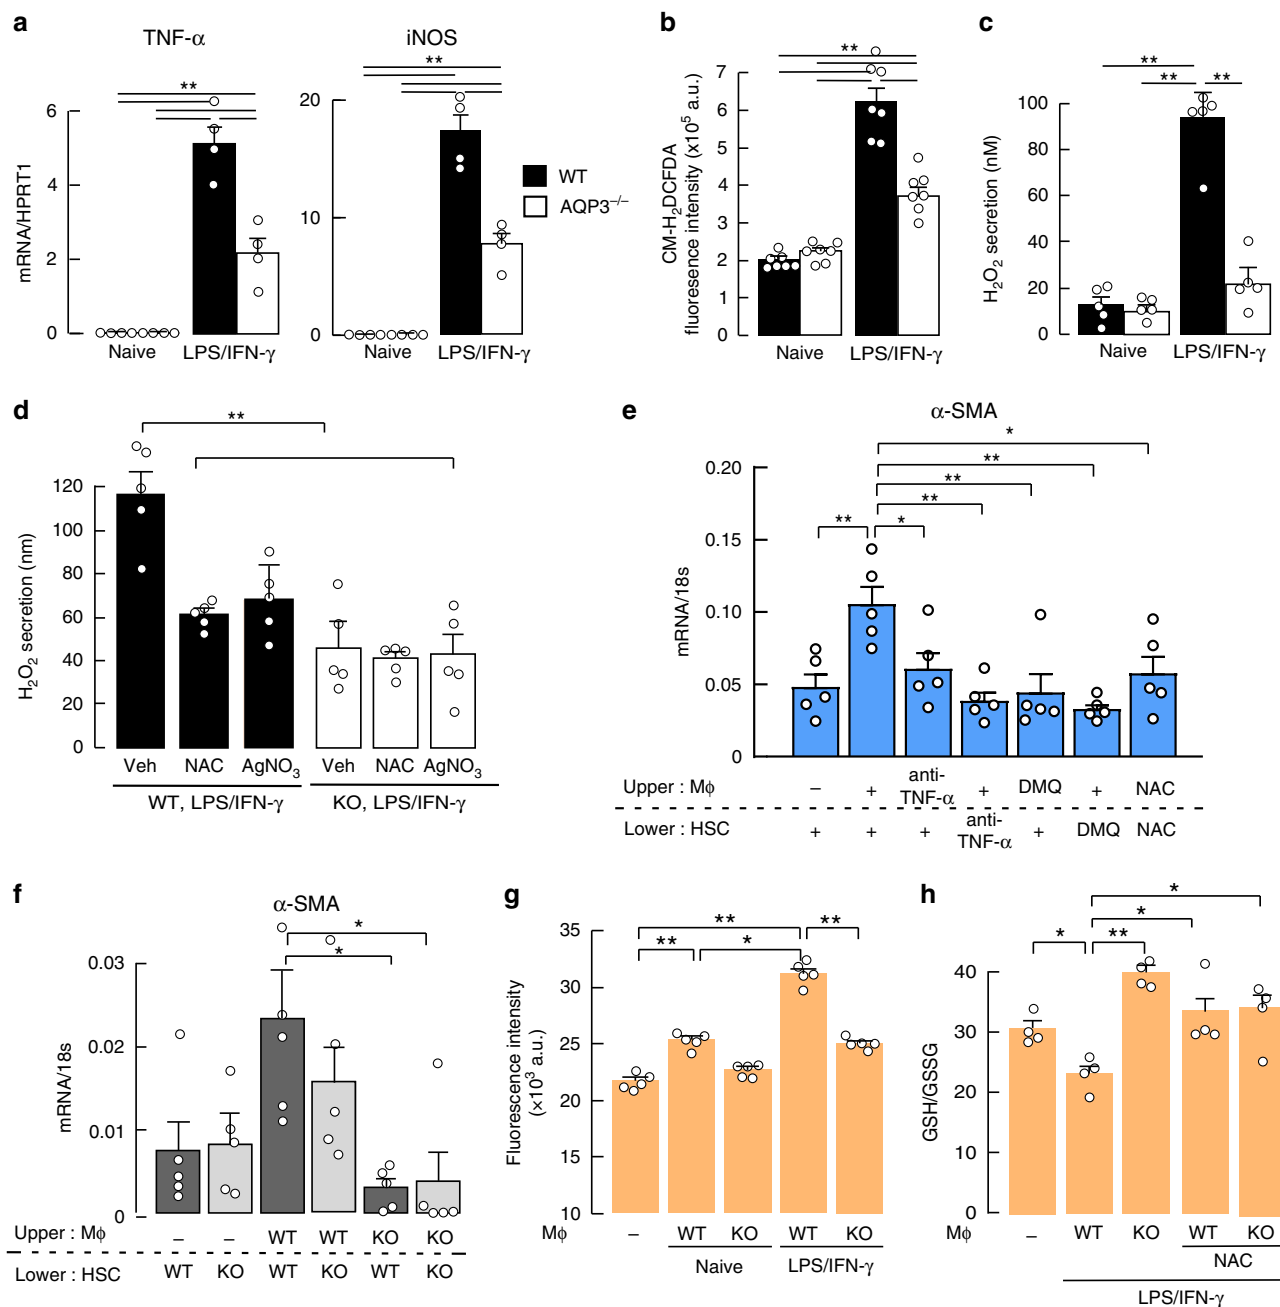 a
TNF-α
iNOS
**
**
mRNA/HPRT1
6
4
2
0
20
10
0
Naive
LPS/IFN-γ
Naive
LPS/IFN-γ
WT
AQP3–/–
b
**
CM-H2DCFDA
fluoresence intensity (x10⁵ a.u.)
7
6
5
4
3
2
1
0
Naive
LPS/IFN-γ
c
**
** **
H2O2 secretion (nM)
100
80
60
40
20
0
Naive
LPS/IFN-γ
d
**
H2O2 secretion (nm)
120
100
80
60
40
20
0
Veh NAC AgNO3 Veh NAC AgNO3
WT, LPS/IFN-γ KO, LPS/IFN-γ
e
α-SMA
*
**
**
**
** *
mRNA/18s
0.20
0.15
0.10
0.05
0
Upper : Mϕ – + anti-TNF-α + DMQ + NAC
Lower : HSC + + + anti-TNF-α + DMQ NAC
f
α-SMA
*
*
mRNA/18s
0.03
0.02
0.01
0
Upper : Mϕ – – WT WT KO KO
Lower : HSC WT KO WT KO WT KO
g
** **
** *
Fluorescence intensity
(×10³ a.u.)
35
31
25
22
15
10
Mϕ – WT KO WT KO
Naive LPS/IFN-γ
h
*
*
* **
GSH/GSSG
40
30
20
0
Mϕ – WT KO WT KO
NAC
LPS/IFN-γ